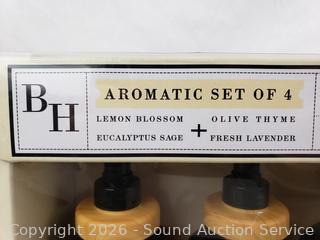 BH
AROMATIC SET OF 4
LEMON BLOSSOM
EUCALYPTUS SAGE
+
OLIVE THYME
FRESH LAVENDER
Copyright 2026 - Sound Auction Service